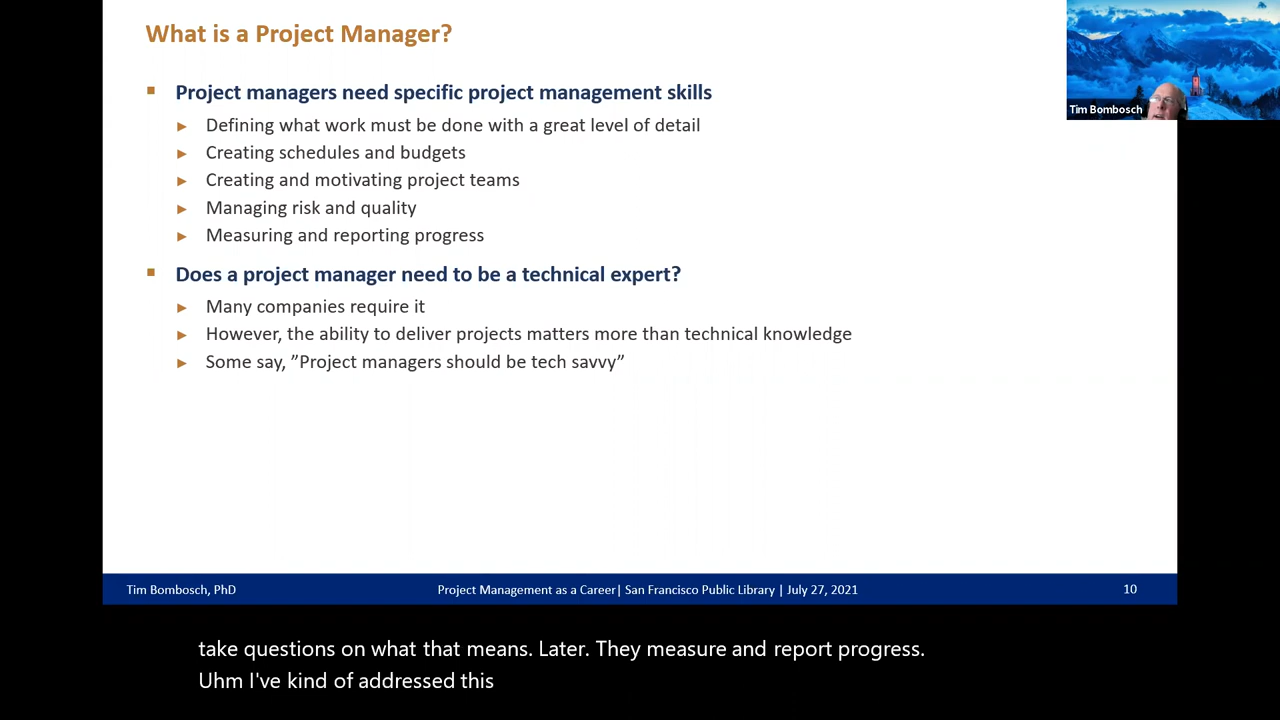 What is a Project Manager?
Project managers need specific project management skills
Defining what work must be done with a great level of detail
Creating schedules and budgets
Creating and motivating project teams
Managing risk and quality
Measuring and reporting progress
Does a project manager need to be a technical expert?
Many companies require it
However, the ability to deliver projects matters more than technical knowledge
Some say, ”Project managers should be tech savvy”
Tim Bombosch
Tim Bombosch, PhD
Project Management as a Career| San Francisco Public Library | July 27, 2021
10
take questions on what that means. Later. They measure and report progress.
Uhm I've kind of addressed this